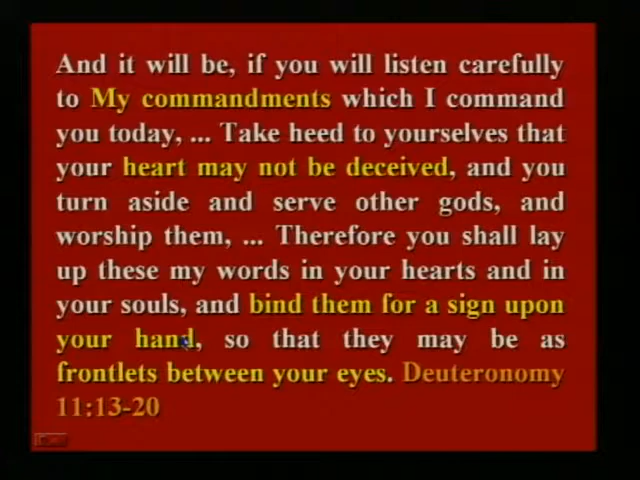 And it will be, if you will listen carefully
to My commandments which I command
you today, ... Take heed to yourselves that
your heart may not be deceived, and you
turn aside and serve other gods, and
worship them, ... Therefore you shall lay
up these my words in your hearts and in
your souls, and bind them for a sign upon
your hand, so that they may be as
frontlets between your eyes. Deuteronomy
11:13-20